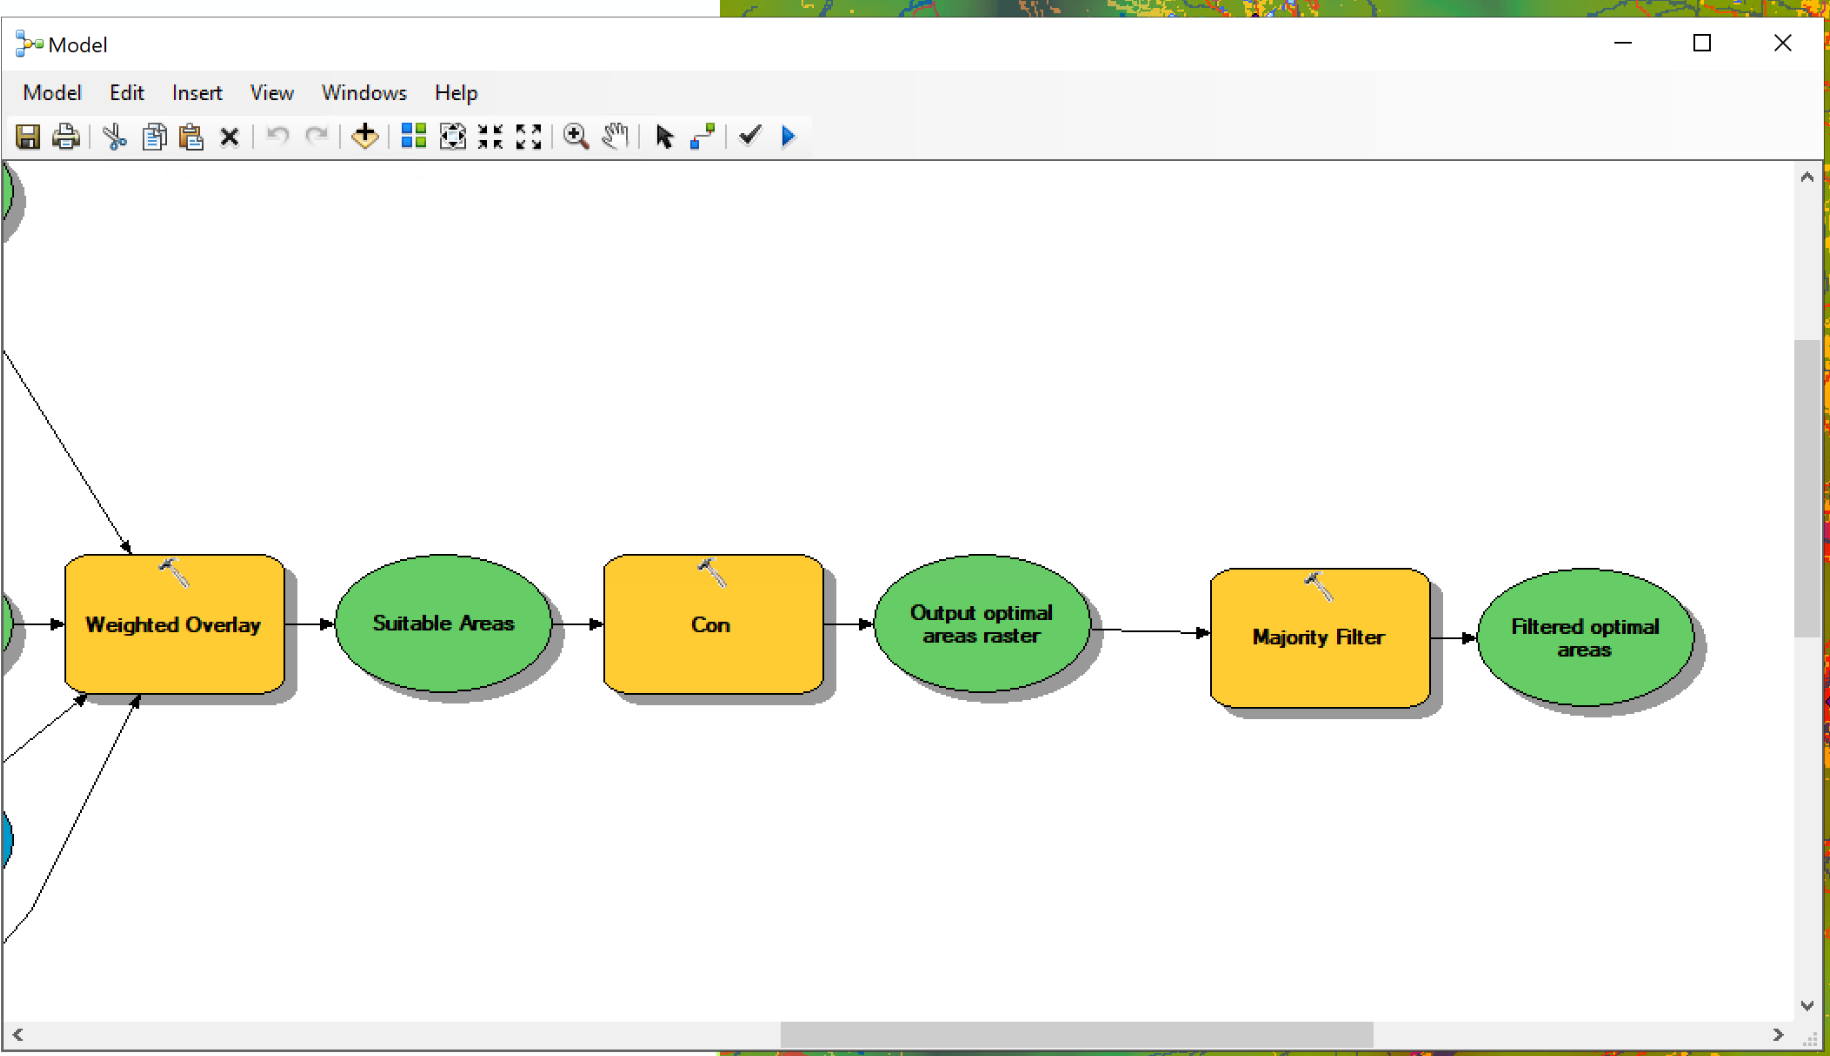 Model
Model Edit Insert View Windows Help
Weighted Overlay
Suitable Areas
Con
Output optimal
areas raster
Majority Filter
Filtered optimal
areas